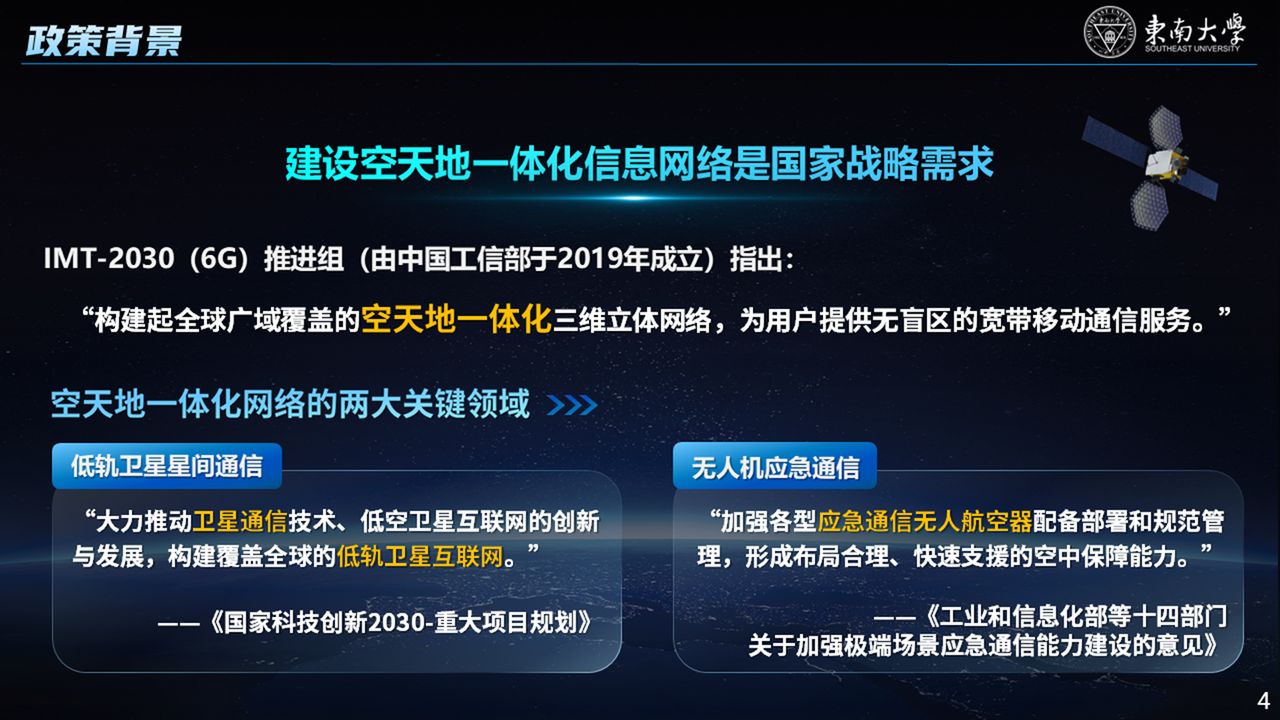 政策背景
東南大學
SOUTHEAST UNIVERSITY
建设空天地一体化信息网络是国家战略需求
IMT-2030（6G）推进组（由中国工信部于2019年成立）指出：
“构建起全球广域覆盖的空天地一体化三维立体网络，为用户提供无盲区的宽带移动通信服务。”
空天地一体化网络的两大关键领域
低轨卫星星间通信
“大力推动卫星通信技术、低空卫星互联网的创新
与发展，构建覆盖全球的低轨卫星互联网。”
——《国家科技创新2030-重大项目规划》
无人机应急通信
“加强各型应急通信无人航空器配备部署和规范管
理，形成布局合理、快速支援的空中保障能力。”
——《工业和信息化部等十四部门
关于加强极端场景应急通信能力建设的意见》
4